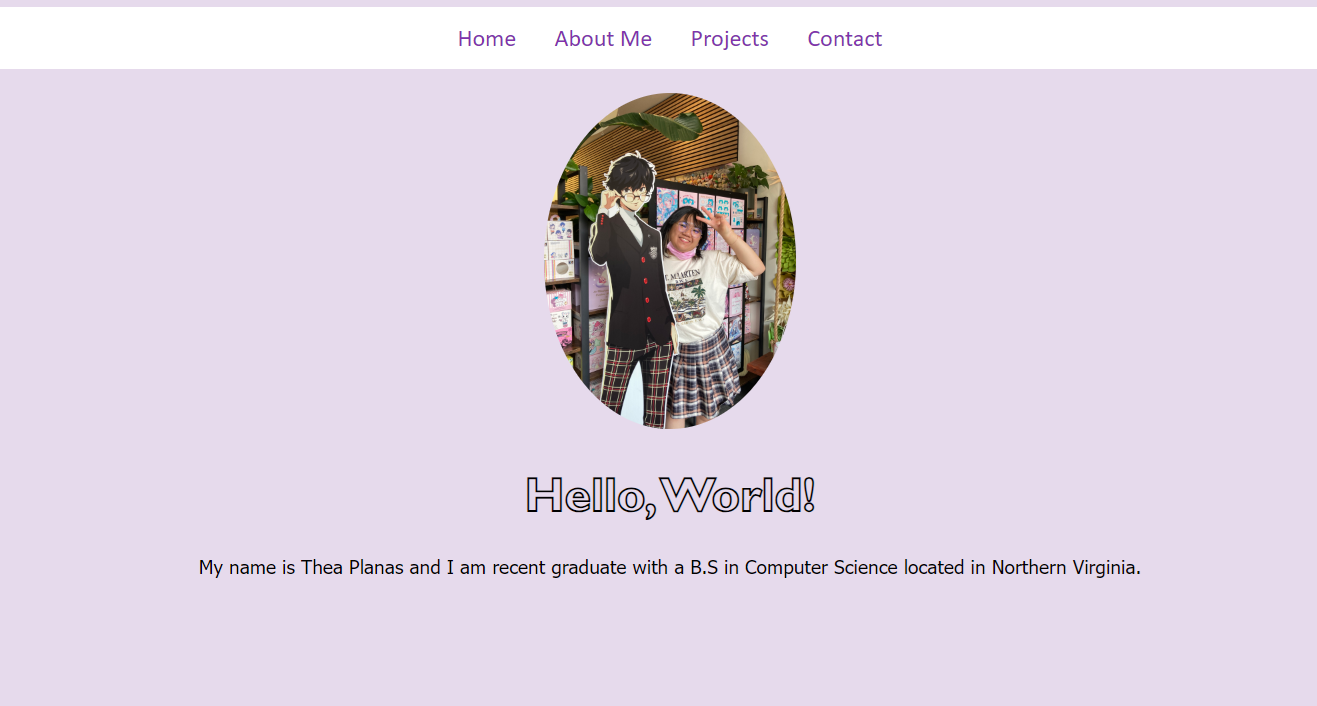 Home About Me Projects Contact
Hello, World!
My name is Thea Planas and I am recent graduate with a B.S in Computer Science located in Northern Virginia.